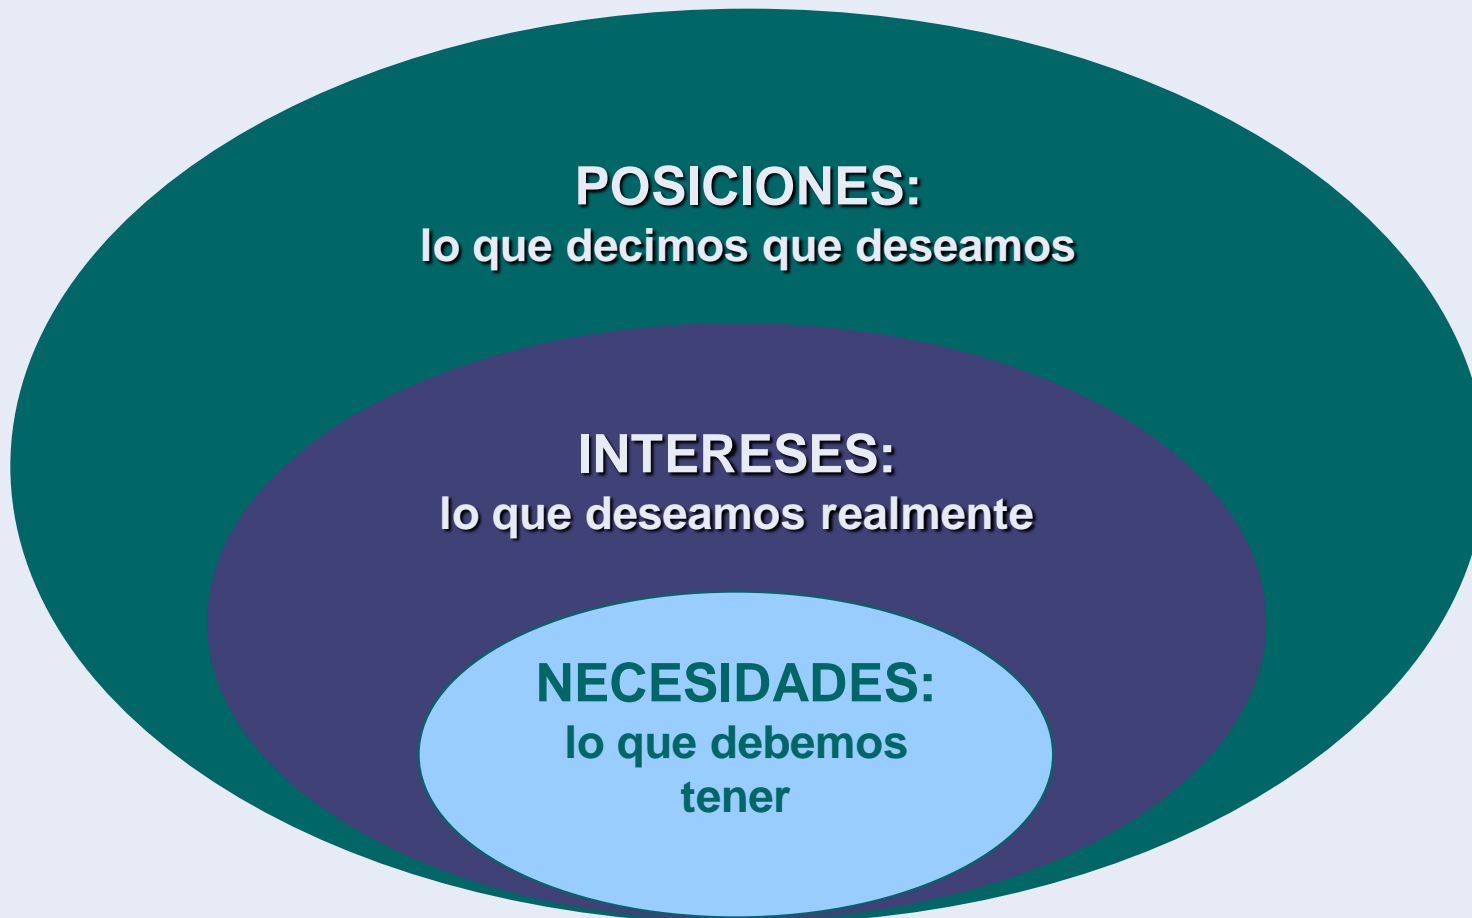 POSICIONES:
lo que decimos que deseamos
INTERESES:
lo que deseamos realmente
NECESIDADES:
lo que debemos
tener